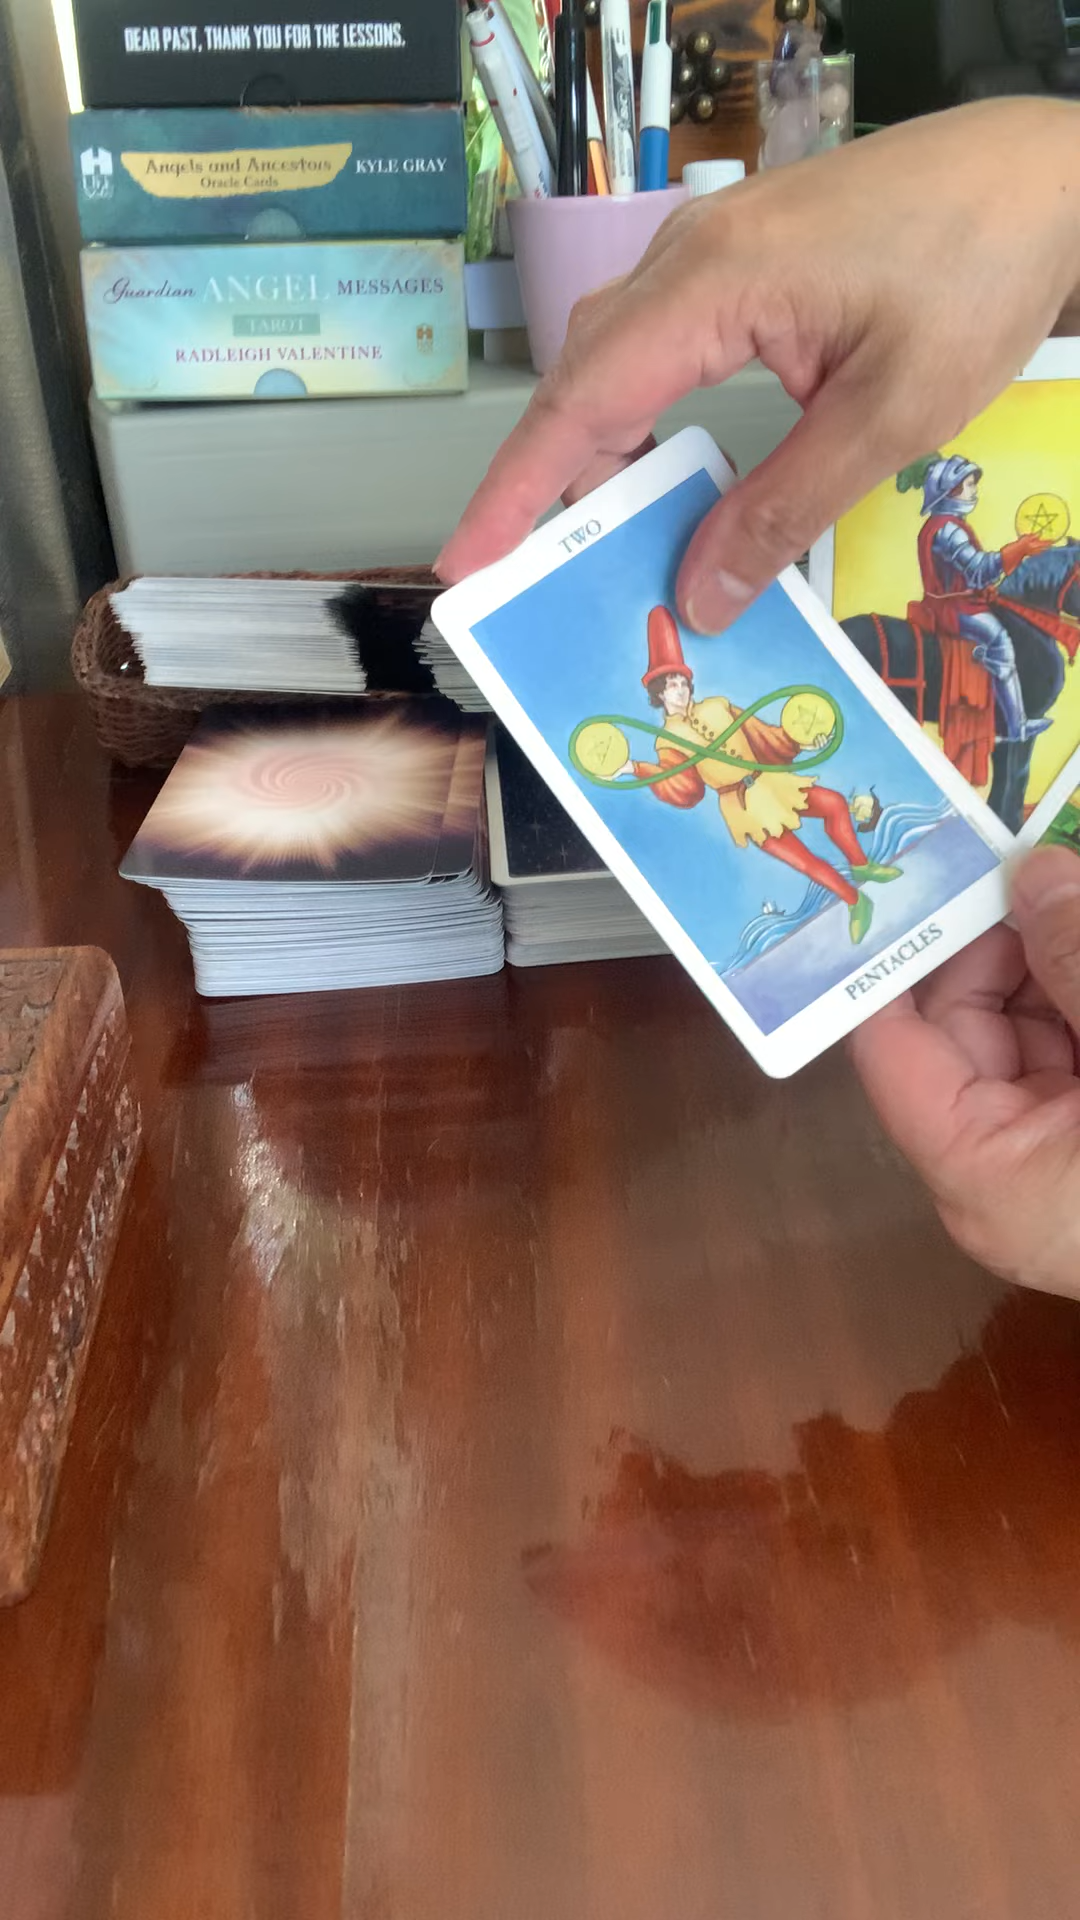 DEAR PAST, THANK YOU FOR THE LESSONS.
Angels and Ancestors
Oracle Cards
KYLE GRAY
Guardian ANGEL MESSAGES
TAROT
RADLEIGH VALENTINE
TWO
PENTACLES